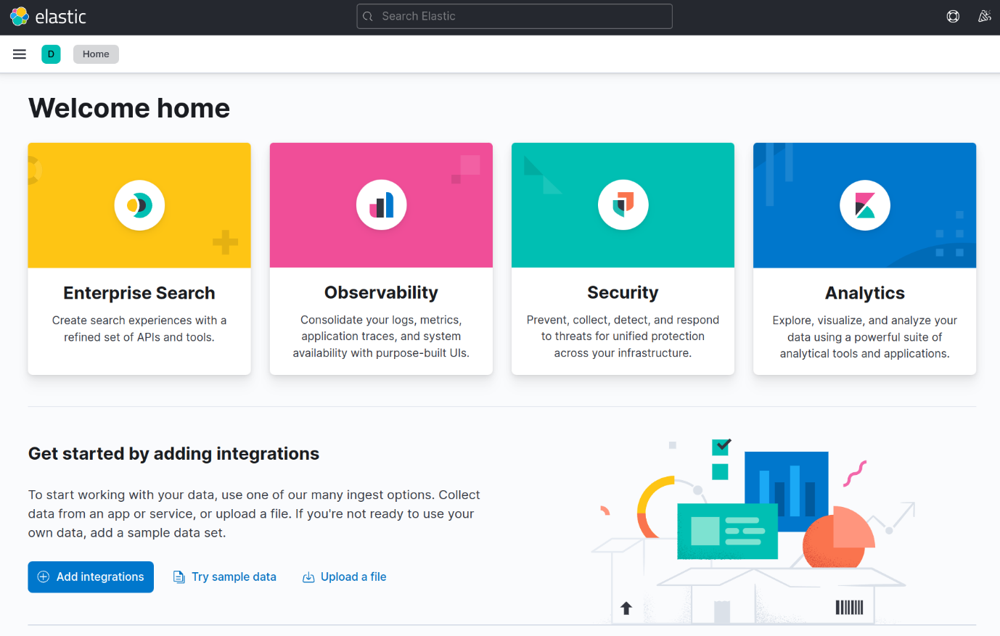 elastic
Search Elastic
D
Home
Welcome home
Enterprise Search
Create search experiences with a
refined set of APIs and tools.
Observability
Consolidate your logs, metrics,
application traces, and system
availability with purpose-built UIs.
Security
Prevent, collect, detect, and respond
to threats for unified protection
across your infrastructure.
Analytics
Explore, visualize, and analyze your
data using a powerful suite of
analytical tools and applications.
Get started by adding integrations
To start working with your data, use one of our many ingest options. Collect
data from an app or service, or upload a file. If you're not ready to use your
own data, add a sample data set.
Add integrations
Try sample data
Upload a file